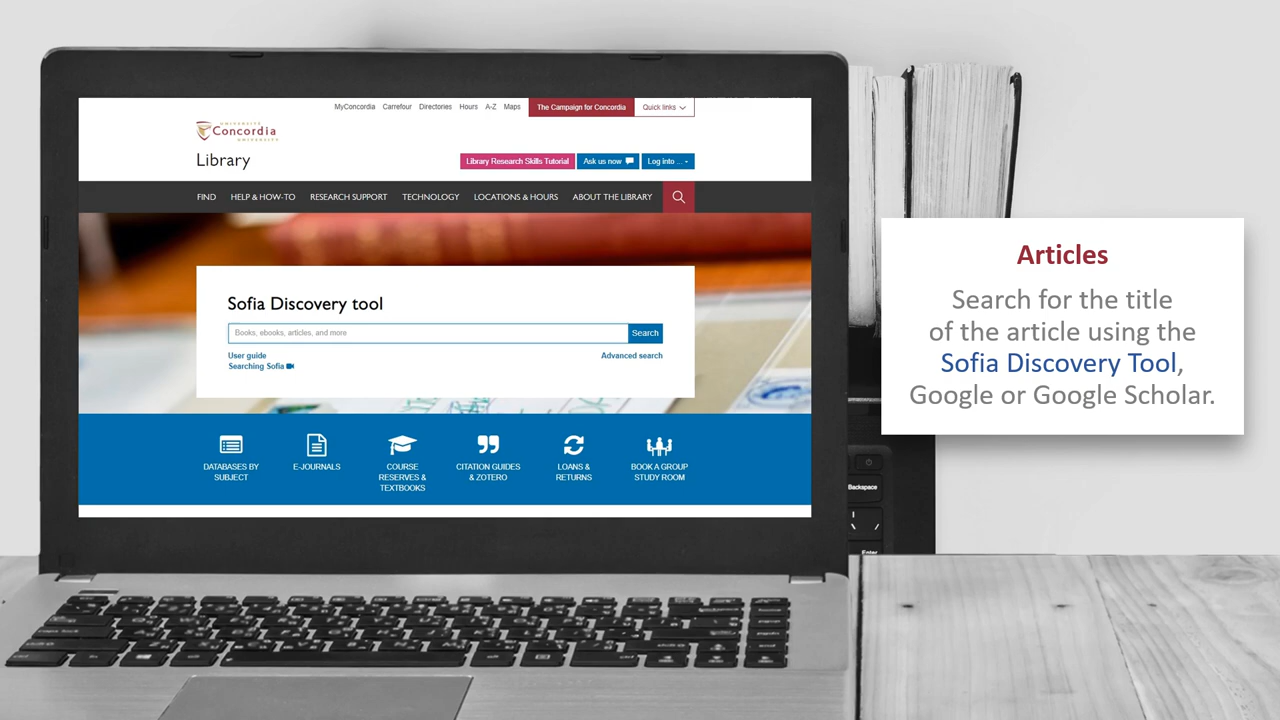 MyConcordia Carrefour Directories Hours A-Z Maps The Campaign for Concordia Quick links
UNIVERSITÉ
Concordia
UNIVERSITY
Library
Library Research Skills Tutorial Ask us now Log into ...
FIND HELP & HOW-TO RESEARCH SUPPORT TECHNOLOGY LOCATIONS & HOURS ABOUT THE LIBRARY
Sofia Discovery tool
Books, ebooks, articles, and more Search
User guide Advanced search
Searching Sofia
DATABASES BY
SUBJECT
E-JOURNALS
COURSE
RESERVES &
TEXTBOOKS
CITATION GUIDES
& ZOTERO
LOANS &
RETURNS
BOOK A GROUP
STUDY ROOM
Articles
Search for the title
of the article using the
Sofia Discovery Tool,
Google or Google Scholar.
Backspace
Enter